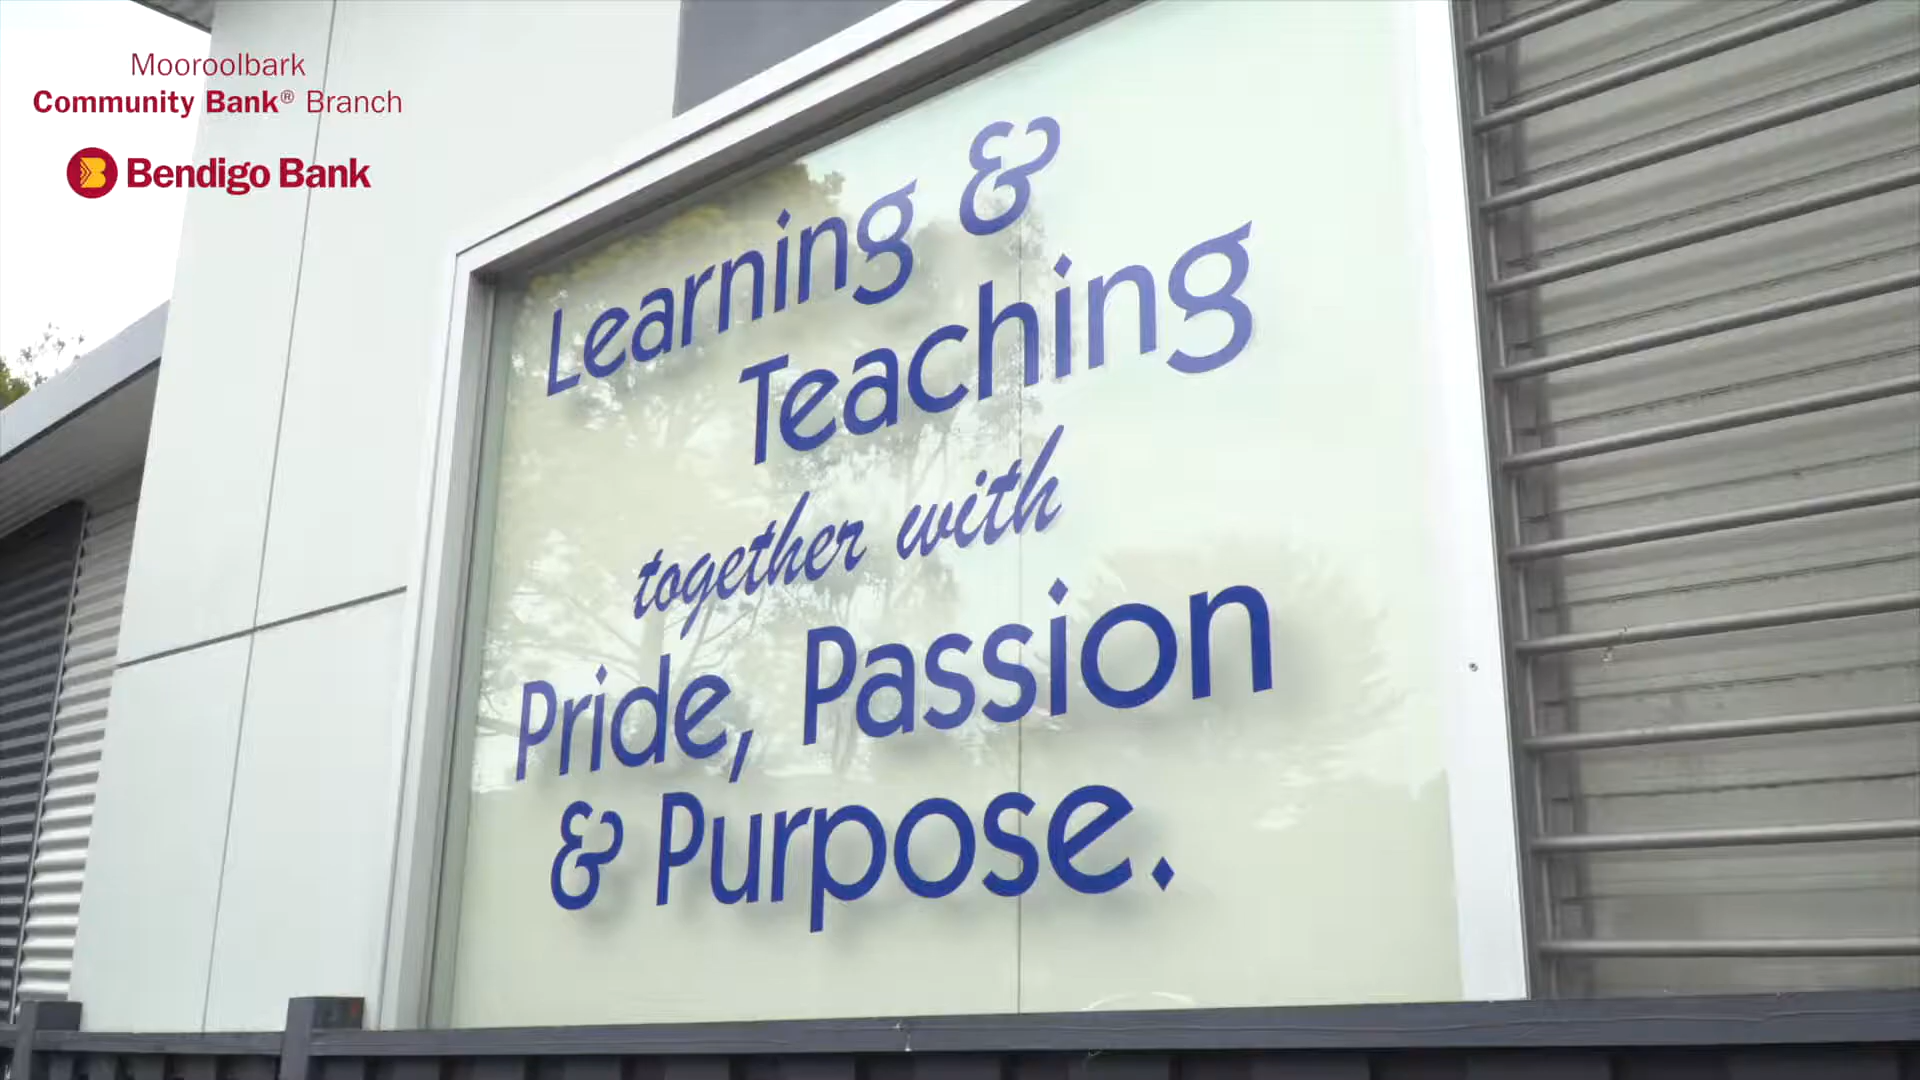 Mooroolbark
Community Bank® Branch
Bendigo Bank
Learning &
Teaching
together with
Pride, Passion
& Purpose.